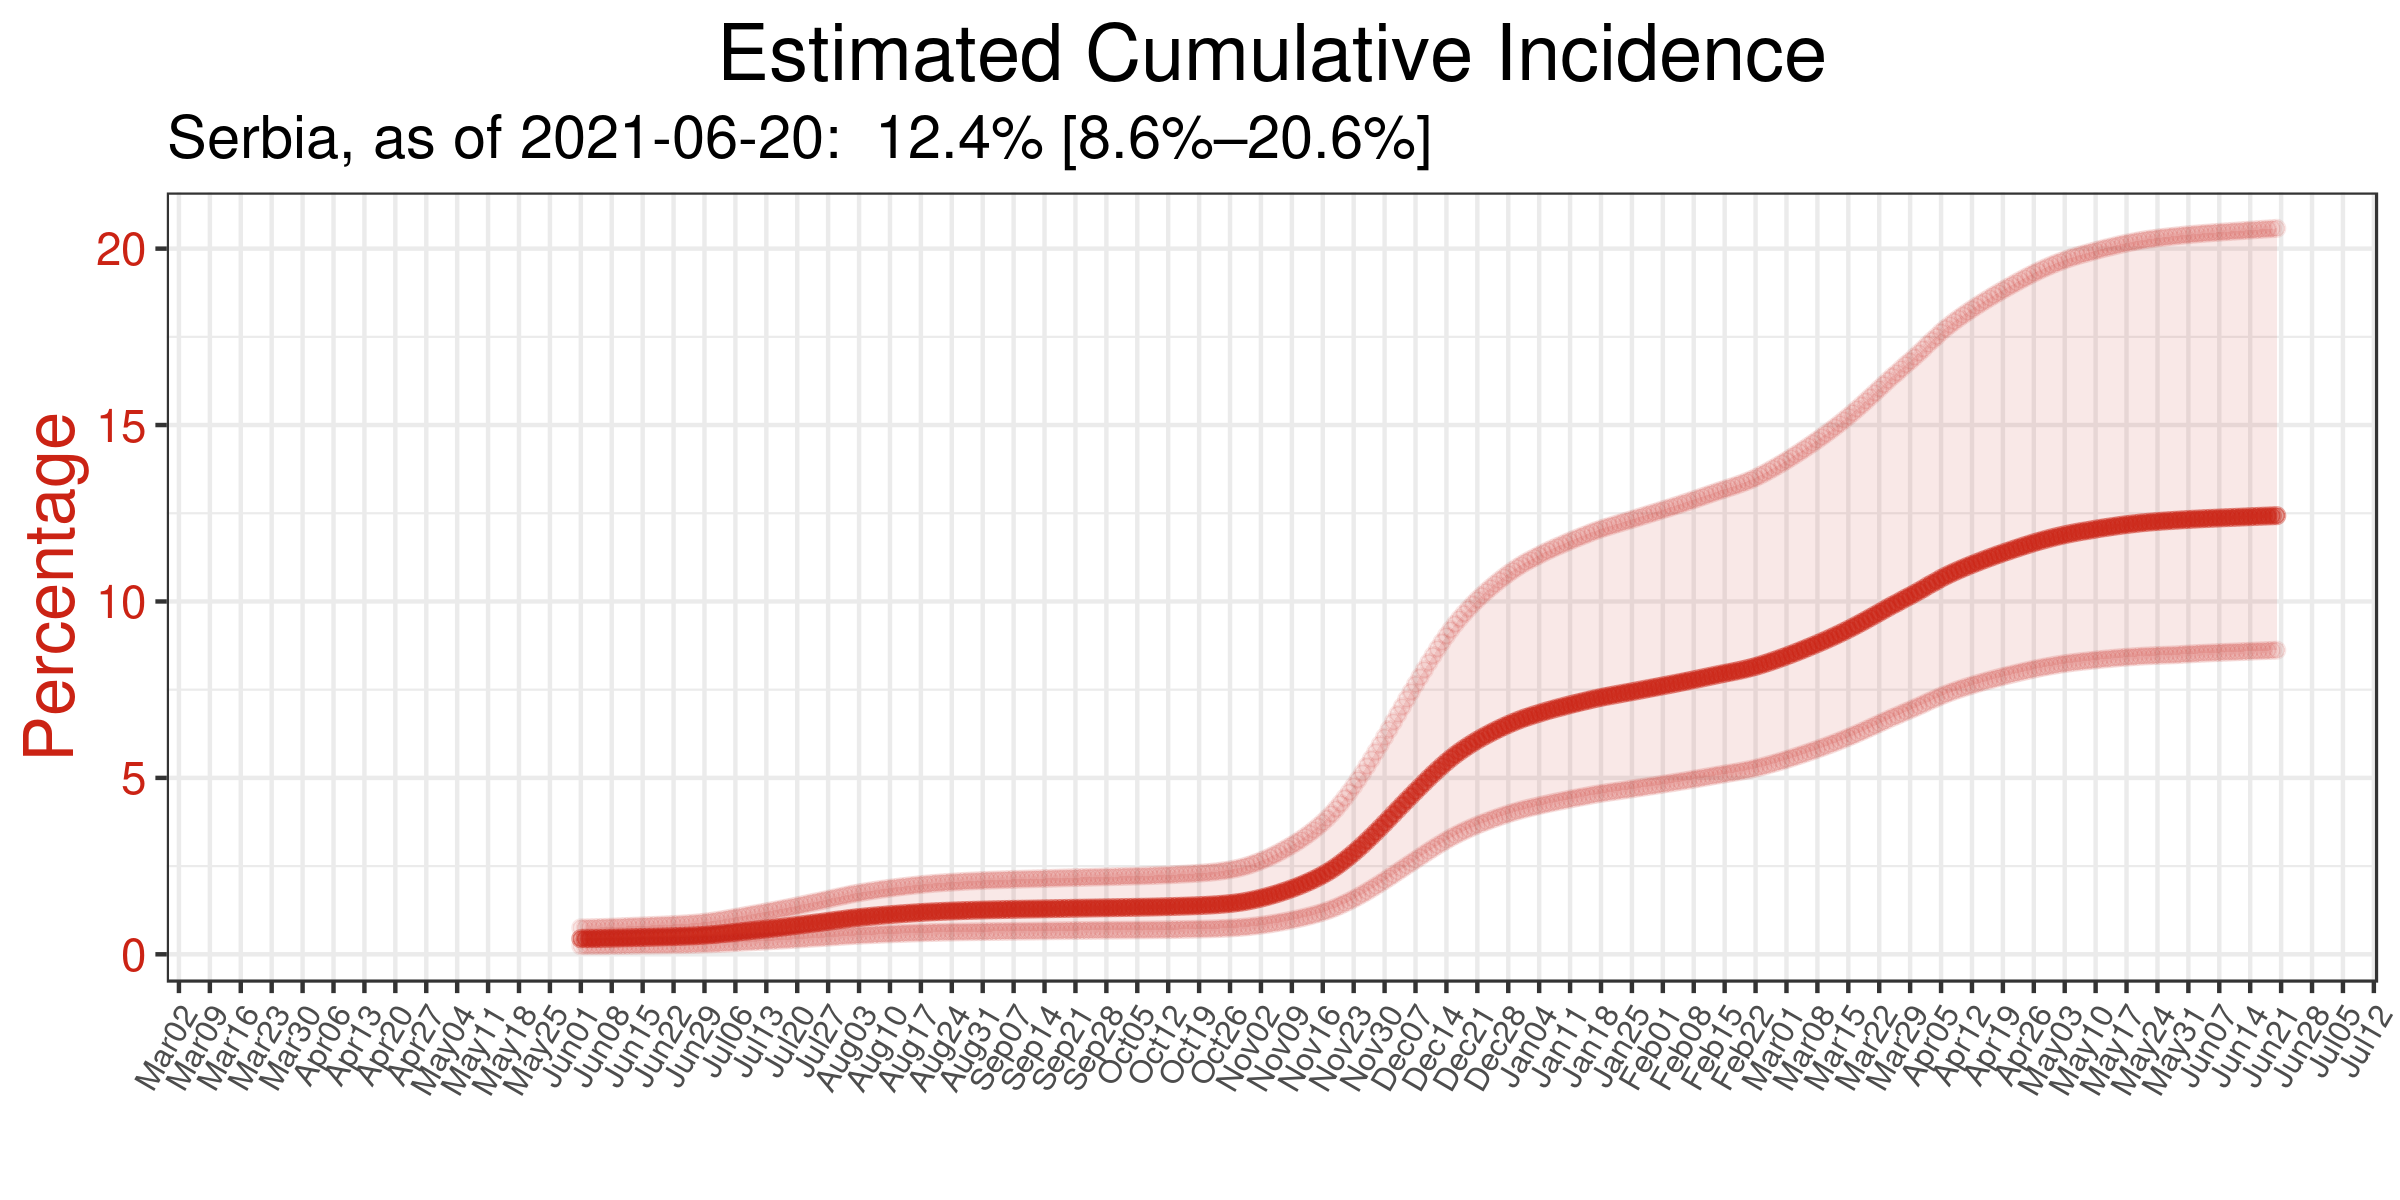 Estimated Cumulative Incidence
Serbia, as of 2021-06-20:  12.4% [8.6%–20.6%]
Percentage
20
15
10
5
0
Mar02
Mar09
Mar16
Mar23
Mar30
Apr06
Apr13
Apr20
Apr27
May04
May11
May18
May25
Jun01
Jun08
Jun15
Jun22
Jun29
Jul06
Jul13
Jul20
Jul27
Aug03
Aug10
Aug17
Aug24
Aug31
Sep07
Sep14
Sep21
Sep28
Oct05
Oct12
Oct19
Oct26
Nov02
Nov09
Nov16
Nov23
Nov30
Dec07
Dec14
Dec21
Dec28
Jan04
Jan11
Jan18
Jan25
Feb01
Feb08
Feb15
Feb22
Mar01
Mar08
Mar15
Mar22
Mar29
Apr05
Apr12
Apr19
Apr26
May03
May10
May17
May24
May31
Jun07
Jun14
Jun21
Jun28
Jul05
Jul12